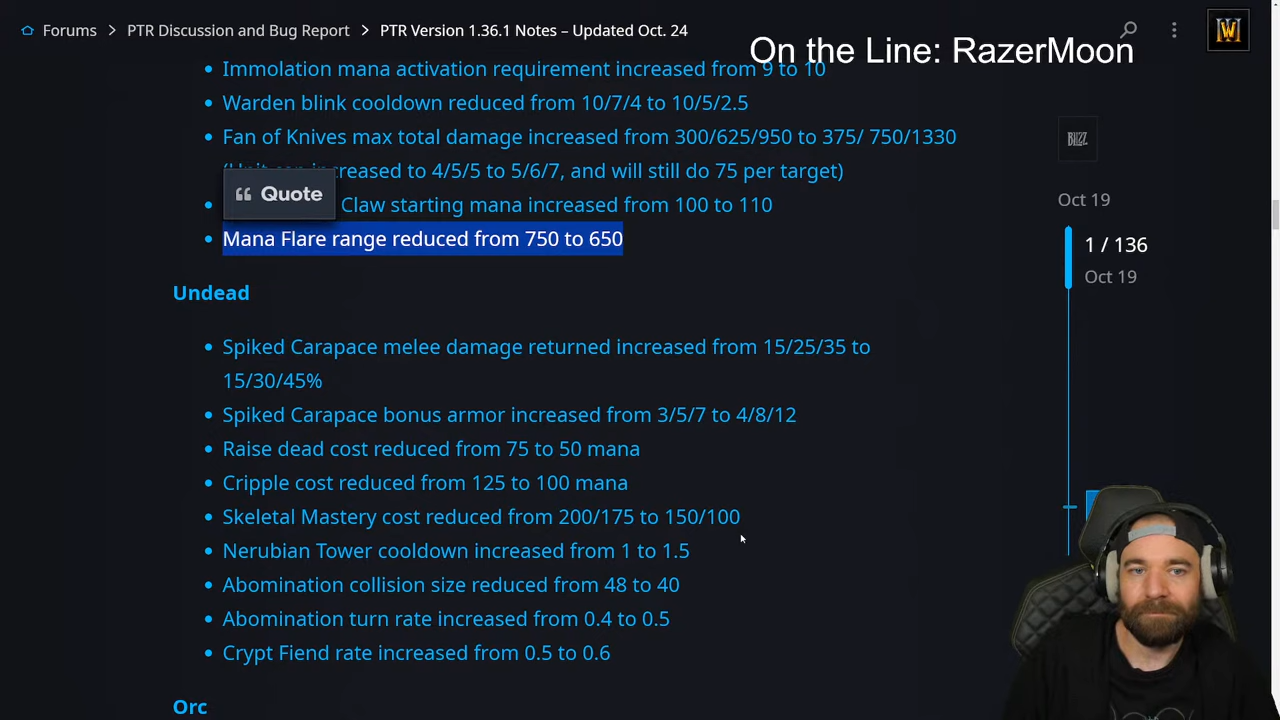 Forums > PTR Discussion and Bug Report > PTR Version 1.36.1 Notes – Updated Oct. 24
On the Line: RazerMoon
• Immolation mana activation requirement increased from 9 to 10
• Warden blink cooldown reduced from 10/7/4 to 10/5/2.5
• Fan of Knives max total damage increased from 300/625/950 to 375/ 750/1330
increased to 4/5/5 to 5/6/7, and will still do 75 per target)
“ Quote
• Claw starting mana increased from 100 to 110
• Mana Flare range reduced from 750 to 650
Undead
• Spiked Carapace melee damage returned increased from 15/25/35 to
15/30/45%
• Spiked Carapace bonus armor increased from 3/5/7 to 4/8/12
• Raise dead cost reduced from 75 to 50 mana
• Cripple cost reduced from 125 to 100 mana
• Skeletal Mastery cost reduced from 200/175 to 150/100
• Nerubian Tower cooldown increased from 1 to 1.5
• Abomination collision size reduced from 48 to 40
• Abomination turn rate increased from 0.4 to 0.5
• Crypt Fiend rate increased from 0.5 to 0.6
Orc
BLIZZ
Oct 19
1 / 136
Oct 19